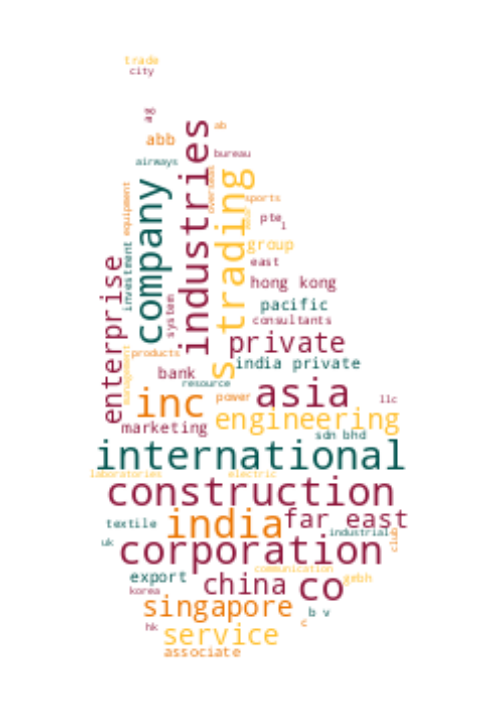 trade
city
abb
ab
airways
bureau
industries
company
trading
overseas
sports
equipment
investment
pte
l
group
east
enterprise
system
hong kong
pacific
consultants
private
products
management
s
bank
india private
resource
power
asia
inc
llc
engineering
marketing
sdn bhd
international
laboratories
electric
construction
india
far east
textile
industrial
club
uk
corporation
communication
export
gmbh
china
co
korea
singapore
b v
c
hk
service
associate